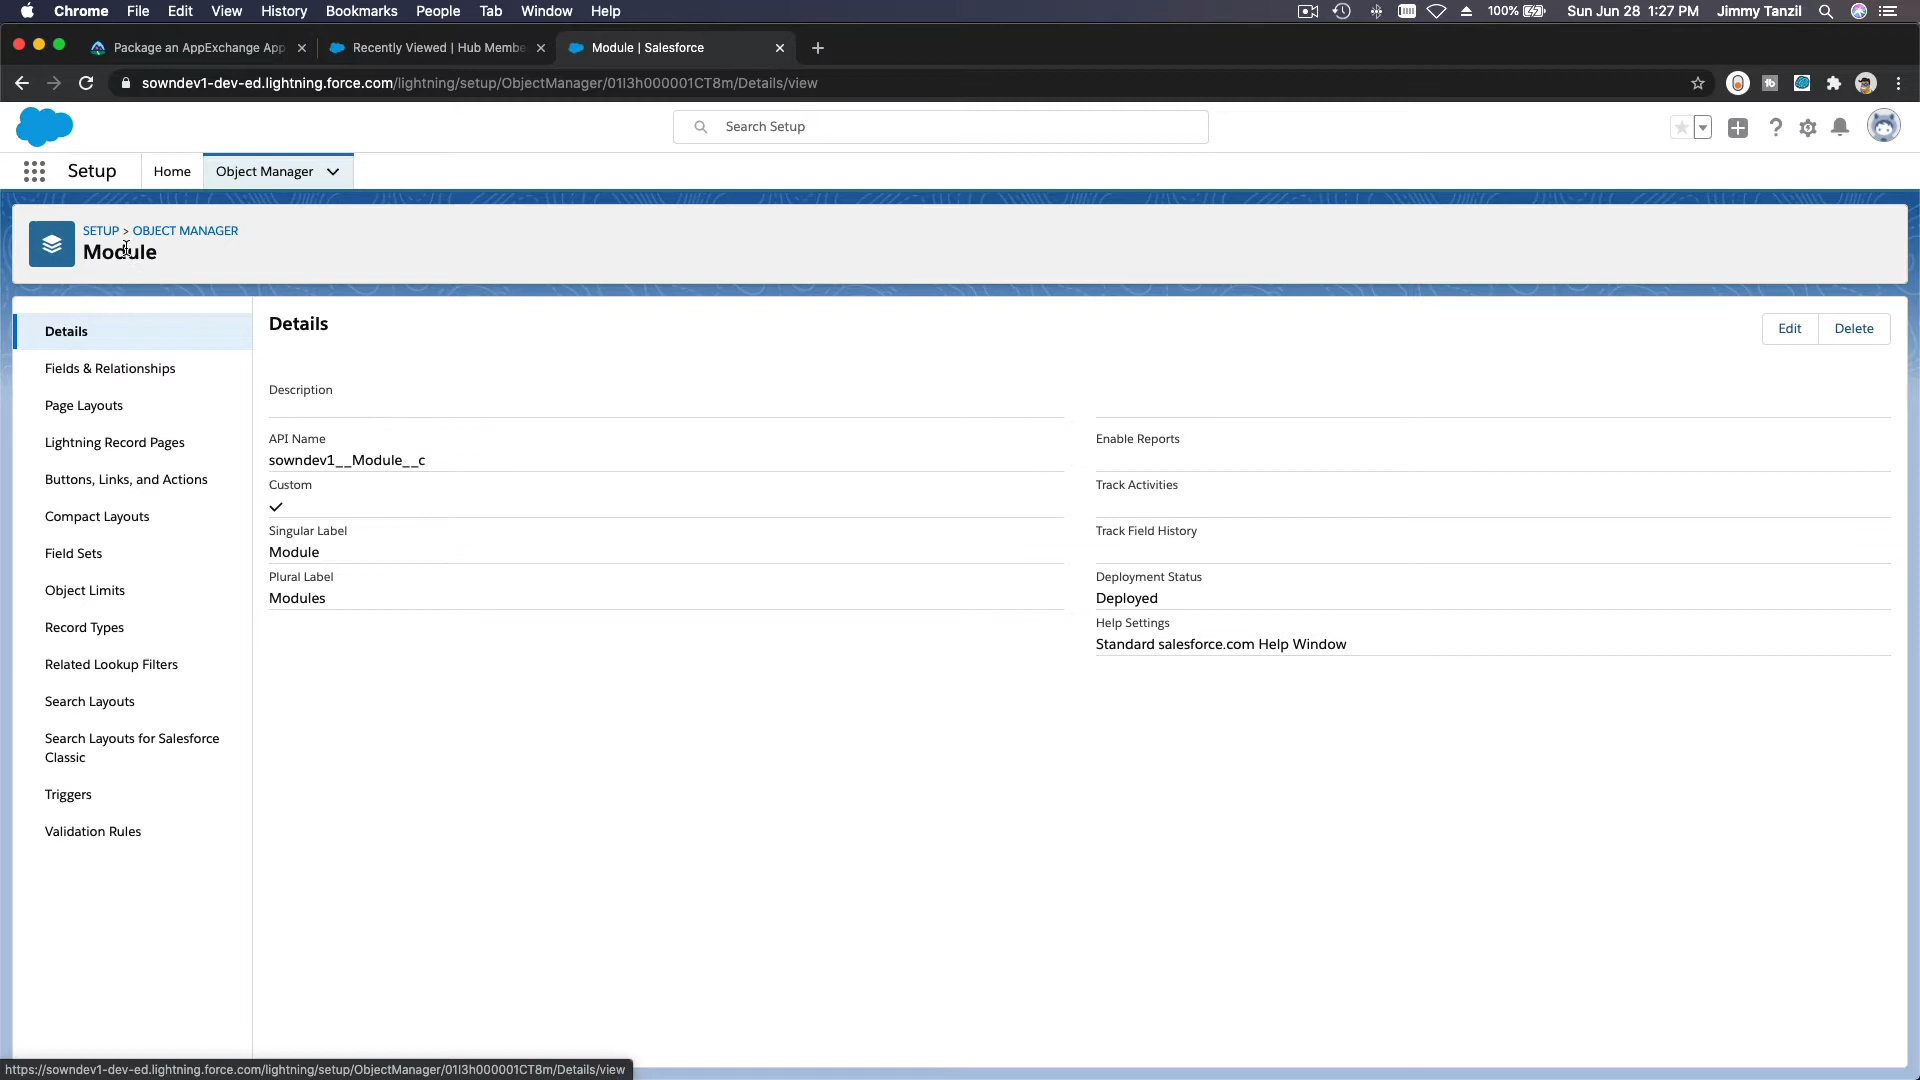 Chrome File Edit View History Bookmarks People Tab Window Help 100% Sun Jun 28 1:27 PM Jimmy Tanzil
Package an AppExchange App Recently Viewed | Hub Membe Module | Salesforce
sowndev1-dev-ed.lightning.force.com/lightning/setup/ObjectManager/01I3h000001CT8m/Details/view
Search Setup
Setup Home Object Manager
SETUP > OBJECT MANAGER
Module
Details
Fields & Relationships
Page Layouts
Lightning Record Pages
Buttons, Links, and Actions
Compact Layouts
Field Sets
Object Limits
Record Types
Related Lookup Filters
Search Layouts
Search Layouts for Salesforce
Classic
Triggers
Validation Rules
Details
Edit Delete
Description
API Name
sowndev1__Module__c
Custom
Singular Label
Module
Plural Label
Modules
Enable Reports
Track Activities
Track Field History
Deployment Status
Deployed
Help Settings
Standard salesforce.com Help Window
https://sowndev1-dev-ed.lightning.force.com/lightning/setup/ObjectManager/01I3h000001CT8m/Details/view